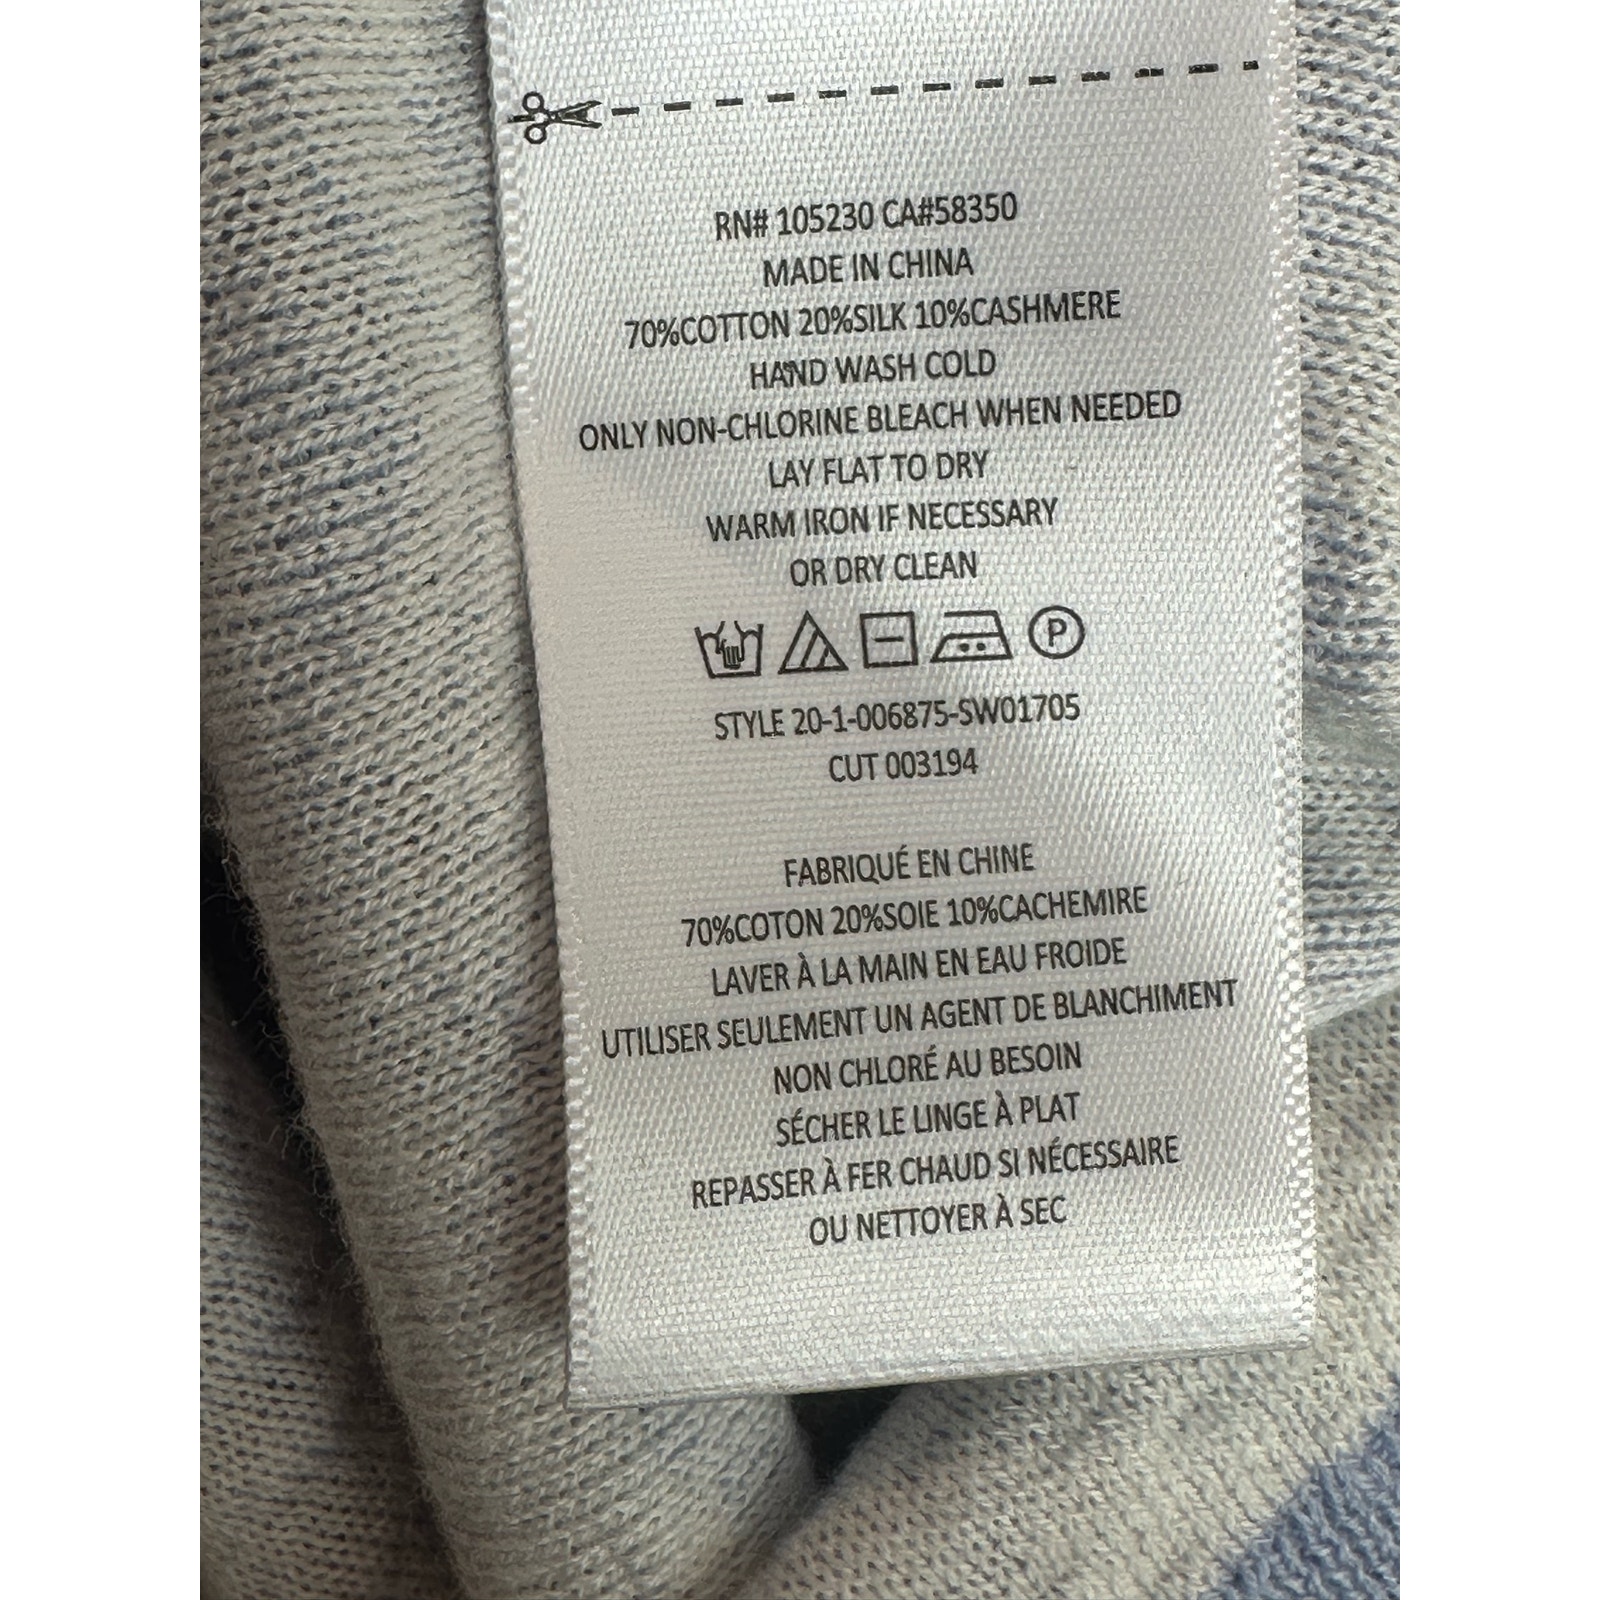 RN# 105230 CA#58350
MADE IN CHINA
70%COTTON 20%SILK 10%CASHMERE
HAND WASH COLD
ONLY NON-CHLORINE BLEACH WHEN NEEDED
LAY FLAT TO DRY
WARM IRON IF NECESSARY
OR DRY CLEAN
P
STYLE 20-1-006875-SW01705
CUT 003194
FABRIQUÉ EN CHINE
70%COTON 20%SOIE 10%CACHEMIRE
LAVER À LA MAIN EN EAU FROIDE
UTILISER SEULEMENT UN AGENT DE BLANCHIMENT
NON CHLORÉ AU BESOIN
SÉCHER LE LINGE À PLAT
REPASSER À FER CHAUD SI NÉCESSAIRE
OU NETTOYER À SEC